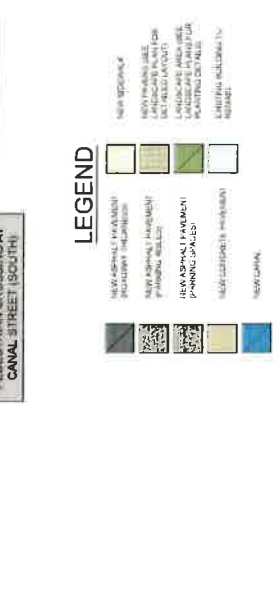 CANAL STREET (SOUTH)
LEGEND
NEW ASPHALT PAVEMENT
(ROADWAY THICKNESS)
NEW ASPHALT PAVEMENT
(PARKING AISLES)
NEW ASPHALT PAVEMENT
(PARKING SPACES)
NEW CONCRETE PAVEMENT
NEW CANAL
NEW SIDEWALK
NEW PAVING (SEE
LANDSCAPE PLAN FOR
DETAILED LAYOUT)
LANDSCAPE AREA (SEE
LANDSCAPE PLANS FOR
PLANTING DETAILS)
EXISTING BUILDING TO
REMAIN